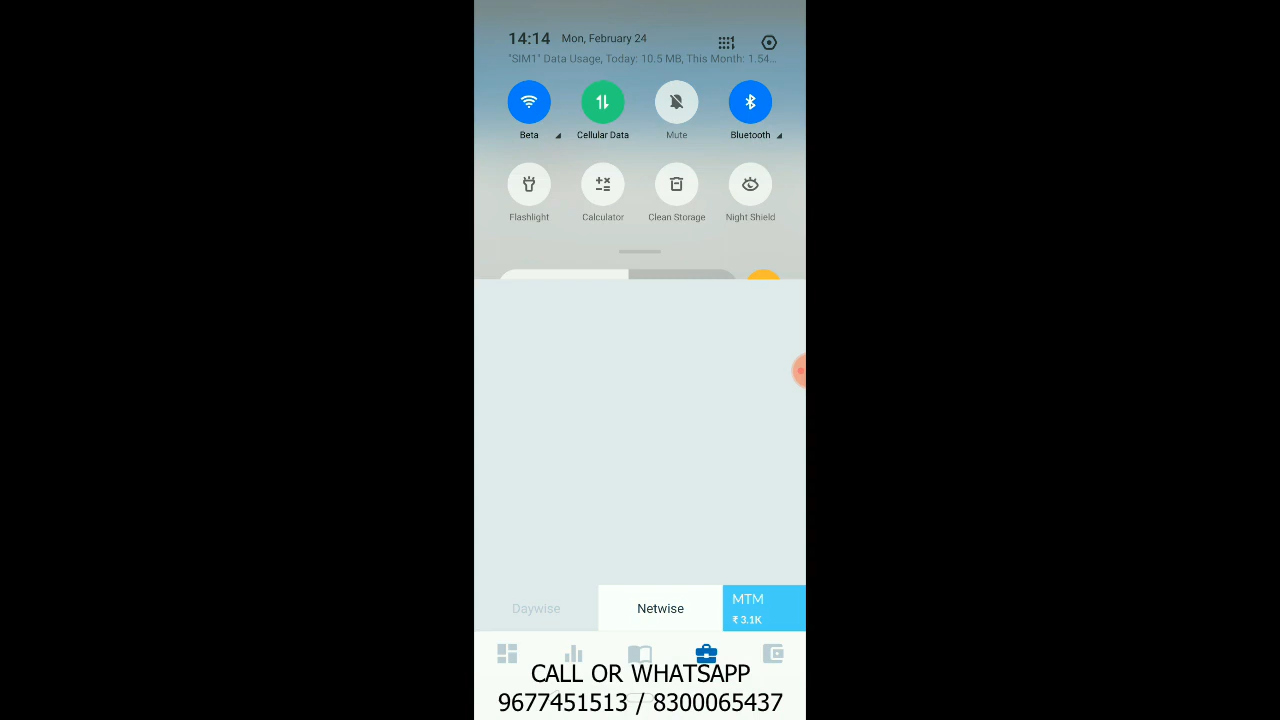 14:14 Mon, February 24
"SIM1" Data Usage, Today: 10.5 MB, This Month: 1.54...
Beta Cellular Data Mute Bluetooth
Flashlight Calculator Clean Storage Night Shield
Daywise Netwise MTM
₹ 3.1K
CALL OR WHATSAPP
9677451513 / 8300065437